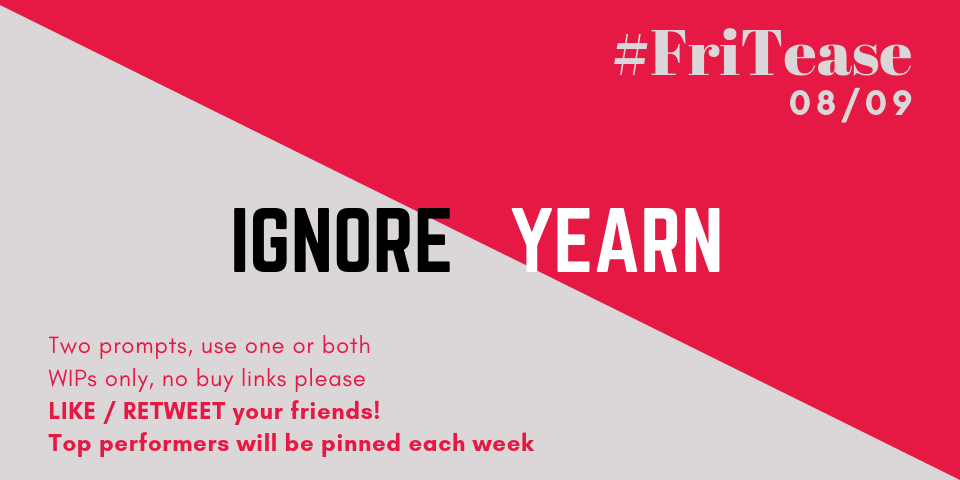 #FriTease
08/09
IGNORE YEARN
Two prompts, use one or both
WIPs only, no buy links please
LIKE / RETWEET your friends!
Top performers will be pinned each week